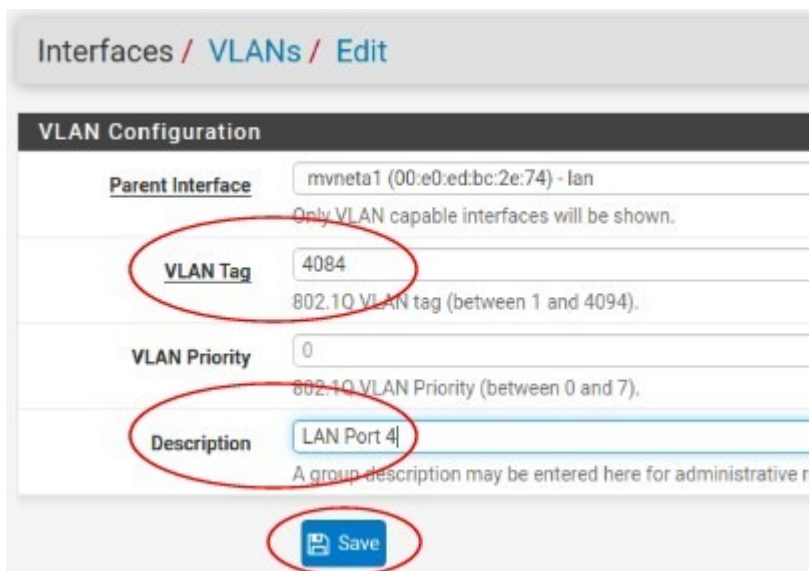 Interfaces / VLANs / Edit
VLAN Configuration
Parent Interface mvneta1 (00:e0:ed:bc:2e:74) - lan
Only VLAN capable interfaces will be shown.
VLAN Tag 4084
802.1Q VLAN tag (between 1 and 4094).
VLAN Priority 0
802.1Q VLAN Priority (between 0 and 7).
Description LAN Port 4
A group description may be entered here for administrative
Save